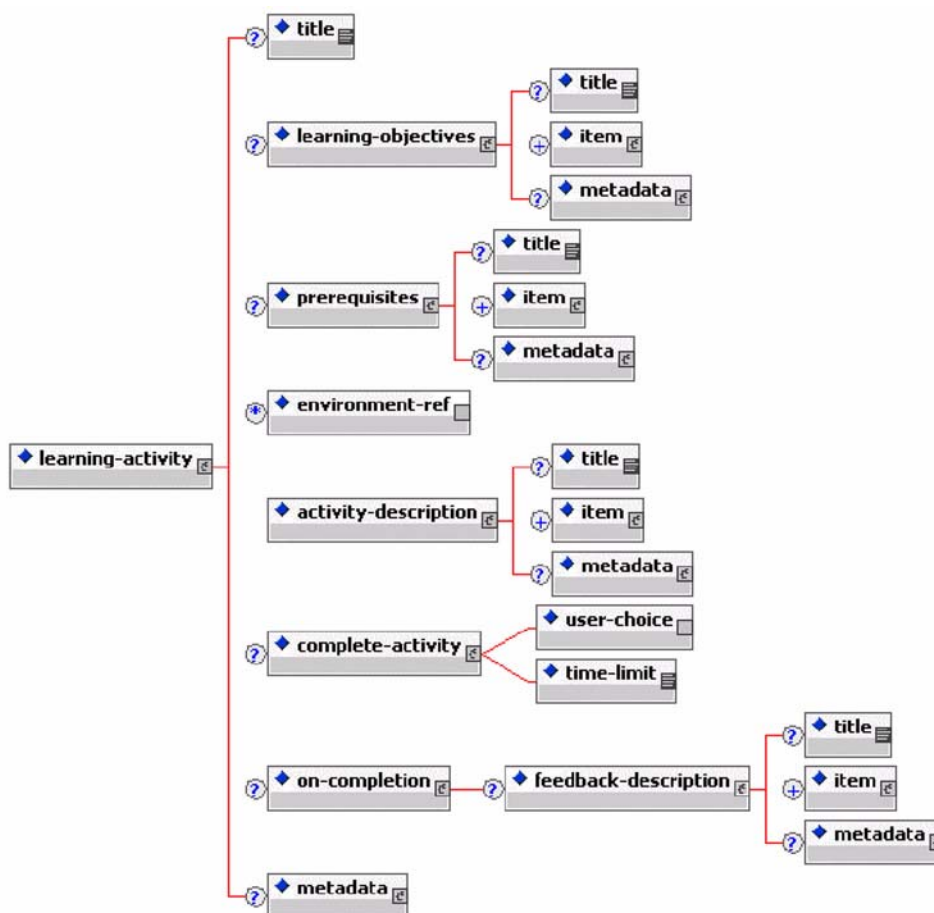 ? title
? learning-objectives
? title
+ item
? metadata
? prerequisites
? title
+ item
? metadata
* environment-ref
learning-activity
activity-description
? title
+ item
? metadata
? complete-activity
user-choice
time-limit
? on-completion
? feedback-description
? title
+ item
? metadata
? metadata